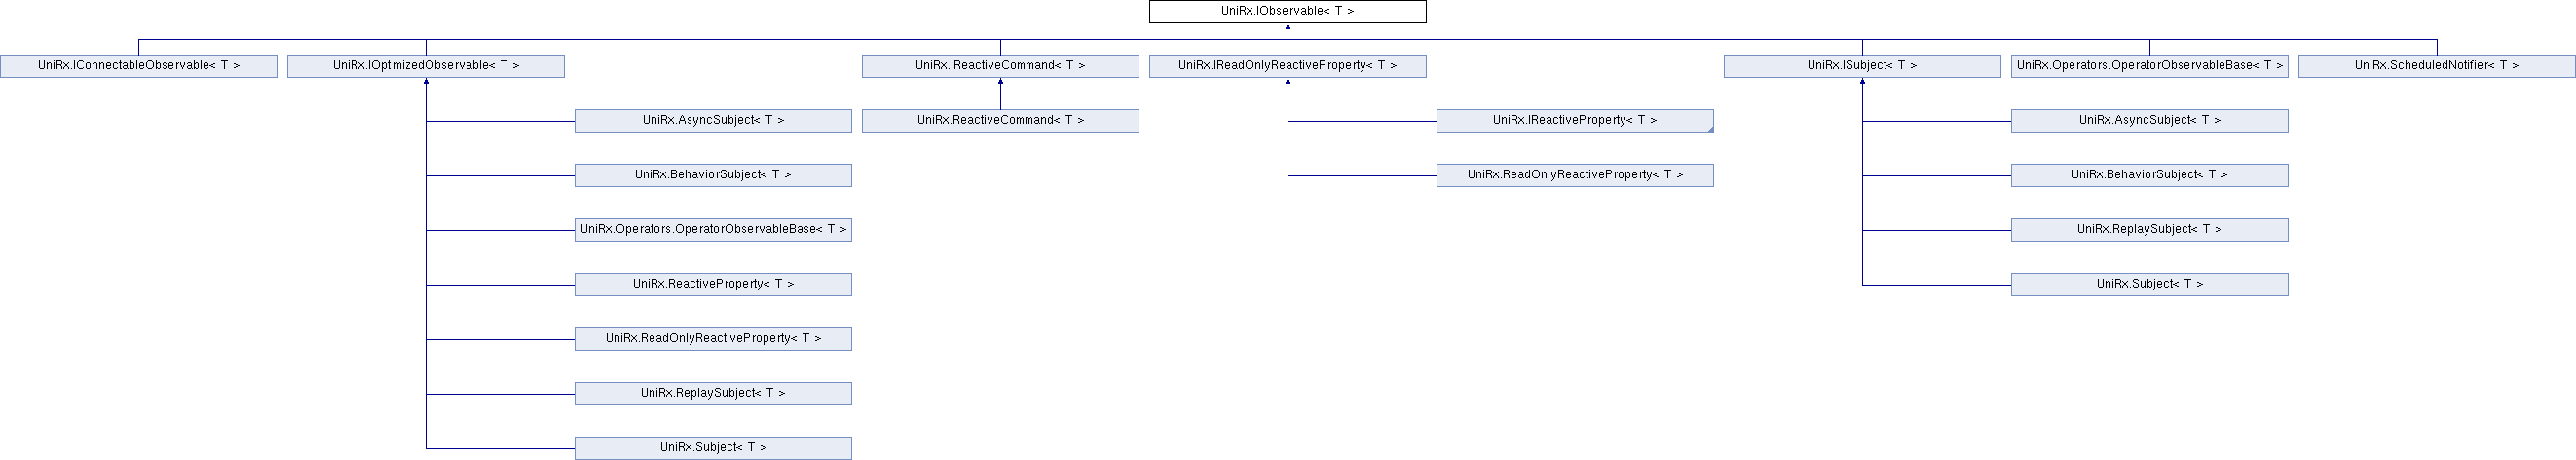 UniRx.IObservable< T >
UniRx.IConnectableObservable< T >
UniRx.IOptimizedObservable< T >
UniRx.IReactiveCommand< T >
UniRx.IReadOnlyReactiveProperty< T >
UniRx.ISubject< T >
UniRx.Operators.OperatorObservableBase< T >
UniRx.ScheduledNotifier< T >
UniRx.AsyncSubject< T >
UniRx.ReactiveCommand< T >
UniRx.IReactiveProperty< T >
UniRx.AsyncSubject< T >
UniRx.BehaviorSubject< T >
UniRx.ReadOnlyReactiveProperty< T >
UniRx.BehaviorSubject< T >
UniRx.Operators.OperatorObservableBase< T >
UniRx.ReplaySubject< T >
UniRx.ReactiveProperty< T >
UniRx.Subject< T >
UniRx.ReadOnlyReactiveProperty< T >
UniRx.ReplaySubject< T >
UniRx.Subject< T >